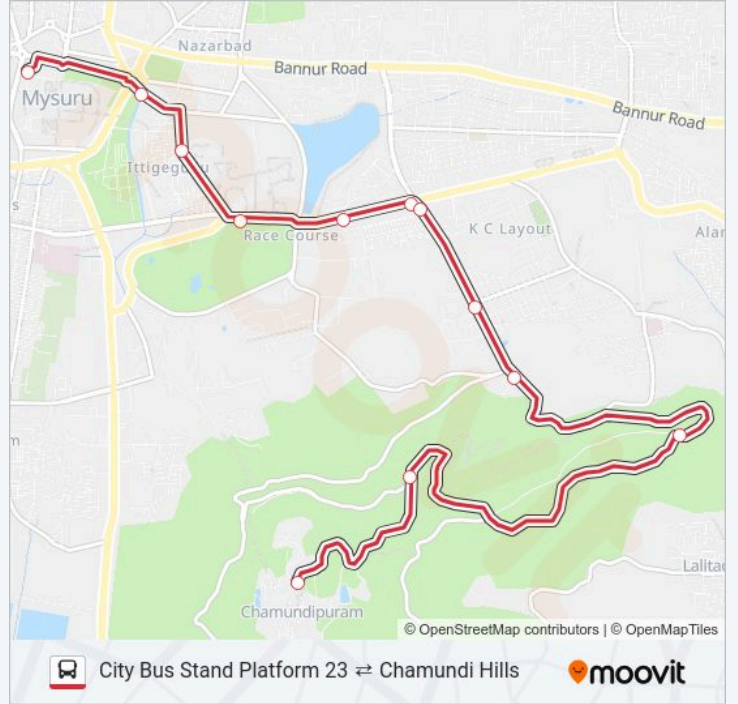 Nazarbad
Bannur Road
Mysuru
Bannur Road
Ittigegudu
s
Race Course
K C Layout
Alar
m
Lalitad
Chamundipuram
© OpenStreetMap contributors | © OpenMapTiles
City Bus Stand Platform 23 ⇄ Chamundi Hills
moovit